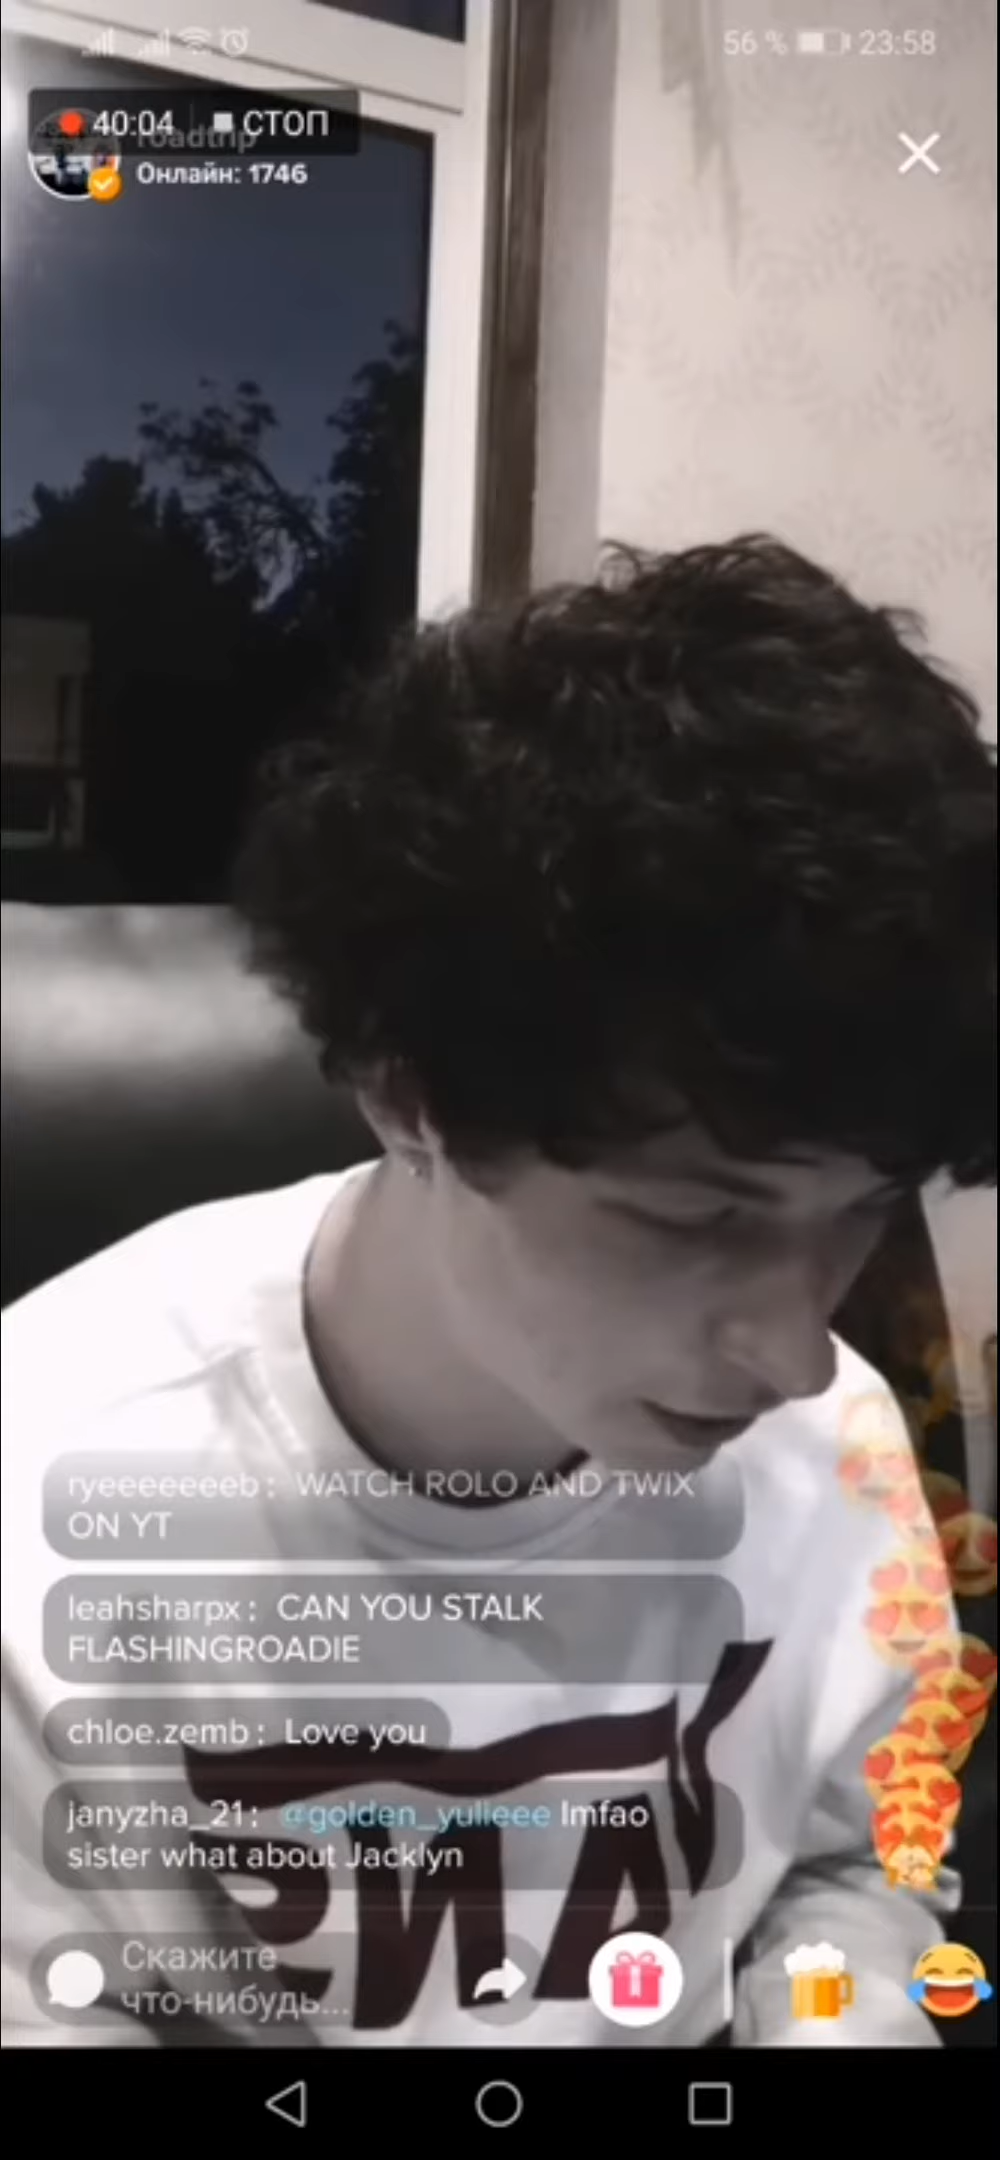 56 % 23:58
40:04 СТОП
roadtrip
Онлайн: 1746
ryeeeeeeeb: WATCH ROLO AND TWIX
ON YT
leahsharpx: CAN YOU STALK
FLASHINGROADIE
chloe.zemb: Love you
janyzha_21: @golden_yulieee lmfao
sister what about Jacklyn
Скажите
что-нибудь...